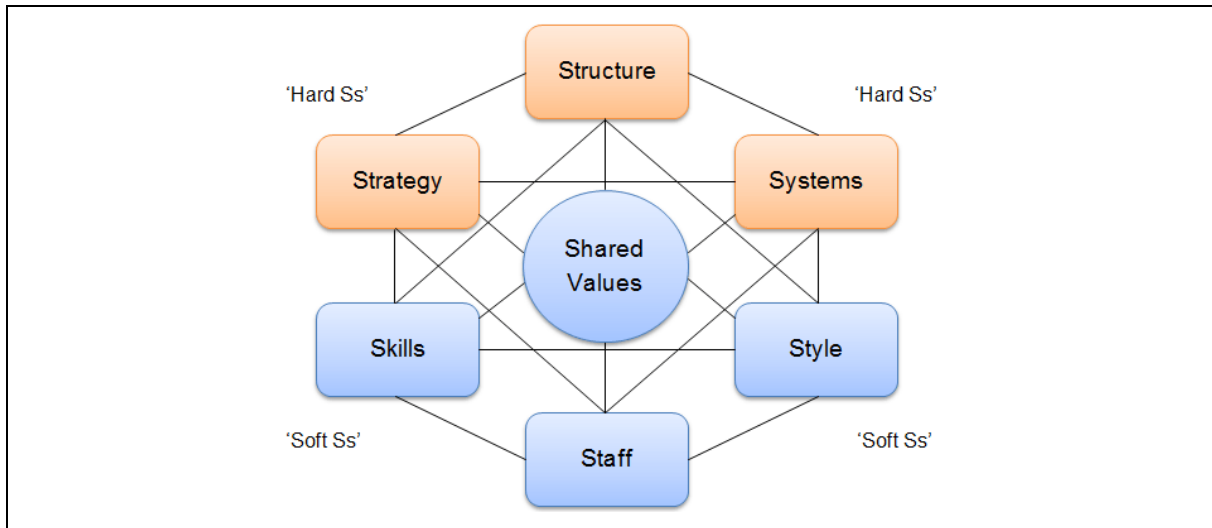 Structure
‘Hard Ss’
‘Hard Ss’
Strategy
Systems
Shared
Values
Skills
Style
‘Soft Ss’
‘Soft Ss’
Staff